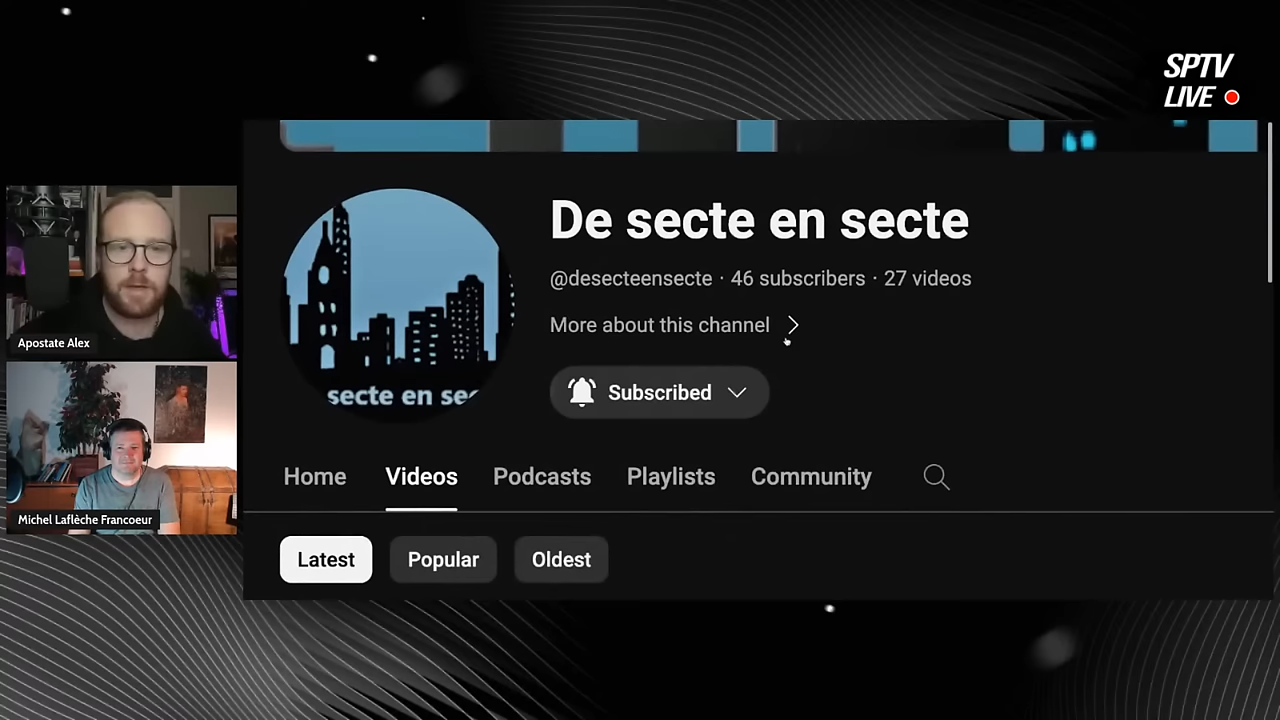 SPTV
LIVE
De secte en secte
@desecteensecte · 46 subscribers · 27 videos
More about this channel
Subscribed
secte en sec
Home Videos Podcasts Playlists Community
Latest Popular Oldest
Apostate Alex
Michel Laflèche Francoeur